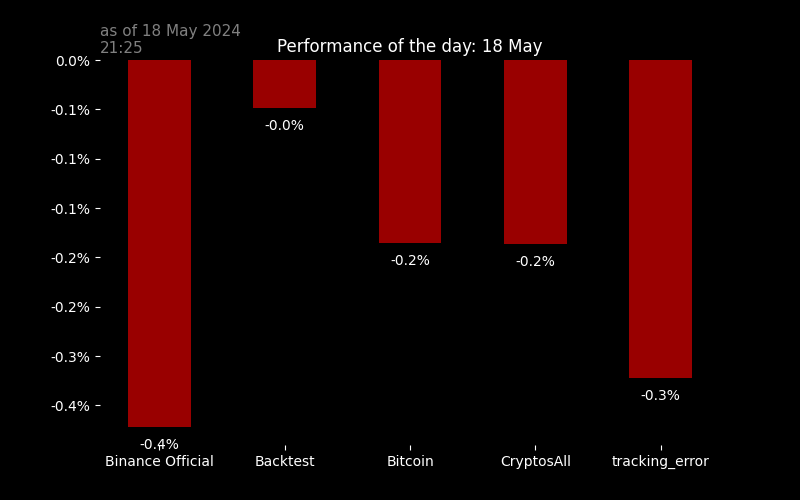 as of 18 May 2024
21:25
Performance of the day: 18 May
0.0%
-0.1%
-0.1%
-0.1%
-0.2%
-0.2%
-0.3%
-0.4%
-0.4%
-0.0%
-0.2%
-0.2%
-0.3%
Binance Official
Backtest
Bitcoin
CryptosAll
tracking_error